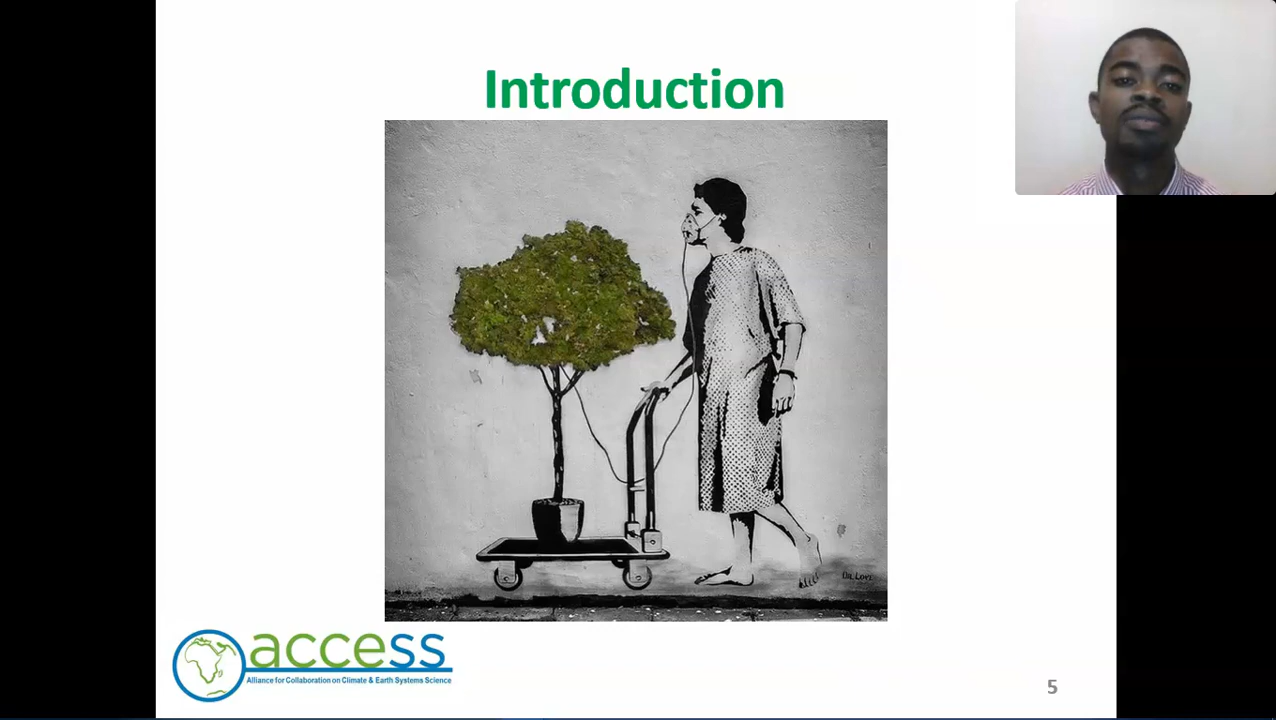 Introduction
access
Alliance for Collaboration on Climate & Earth Systems Science
5